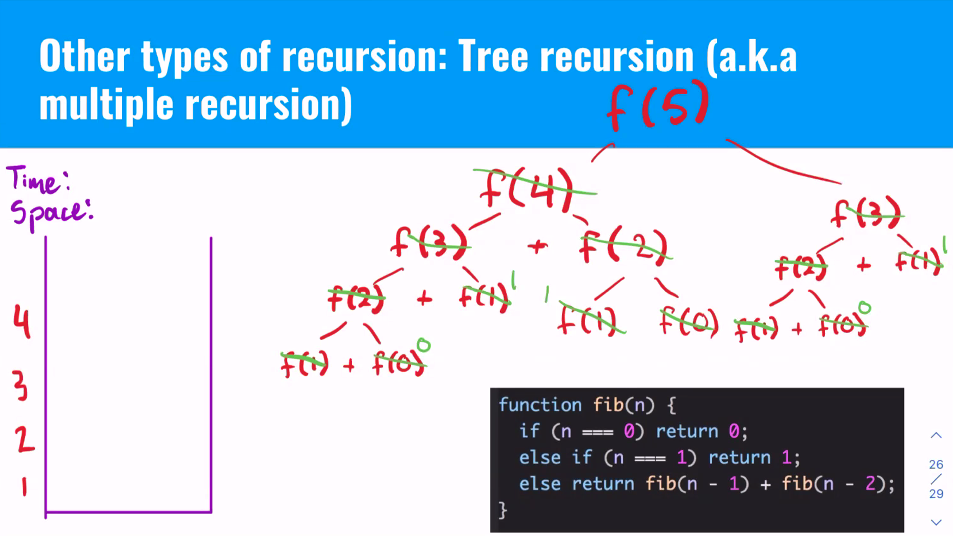 Other types of recursion: Tree recursion (a.k.a
multiple recursion)
f(5)
Time:
Space:
f(4) f(3)
f(3) + f(2)
f(2) + f(1) 1
f(2) + f(1) 1
1 f(1) f(0) f(1) + f(0) 0
f(1) + f(0) 0
4
3
2
1
function fib(n) {
if (n === 0) return 0;
else if (n === 1) return 1;
else return fib(n - 1) + fib(n - 2);
}
26
/
29